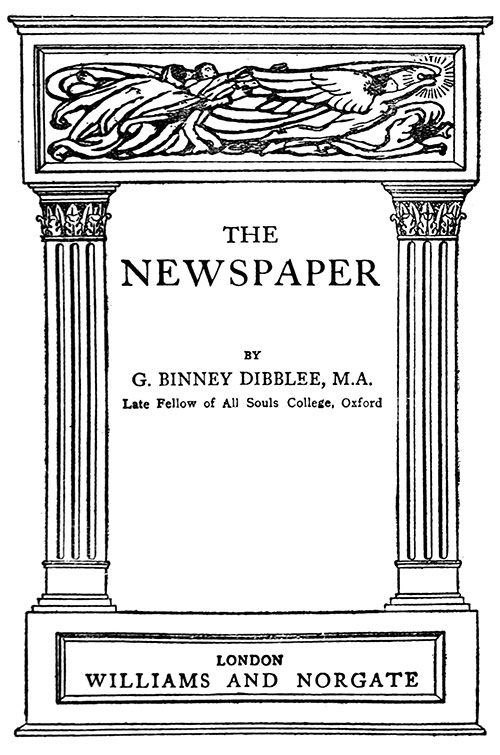 THE
NEWSPAPER
BY
G. BINNEY DIBBLEE, M.A.
Late Fellow of All Souls College, Oxford
LONDON
WILLIAMS AND NORGATE